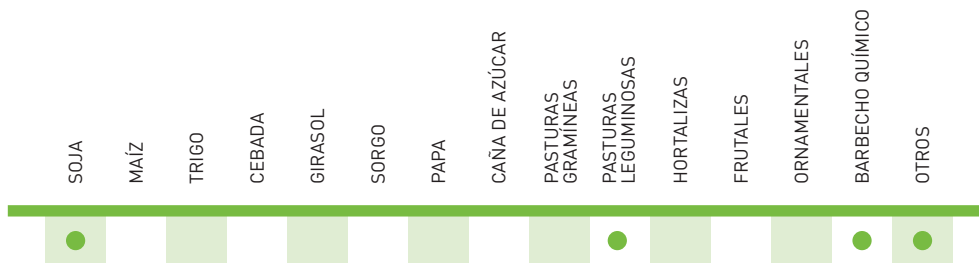 SOJA
MAÍZ
TRIGO
CEBADA
GIRASOL
SORGO
PAPA
CAÑA DE AZÚCAR
PASTURAS
GRAMÍNEAS
PASTURAS
LEGUMINOSAS
HORTALIZAS
FRUTALES
ORNAMENTALES
BARBECHO QUÍMICO
OTROS